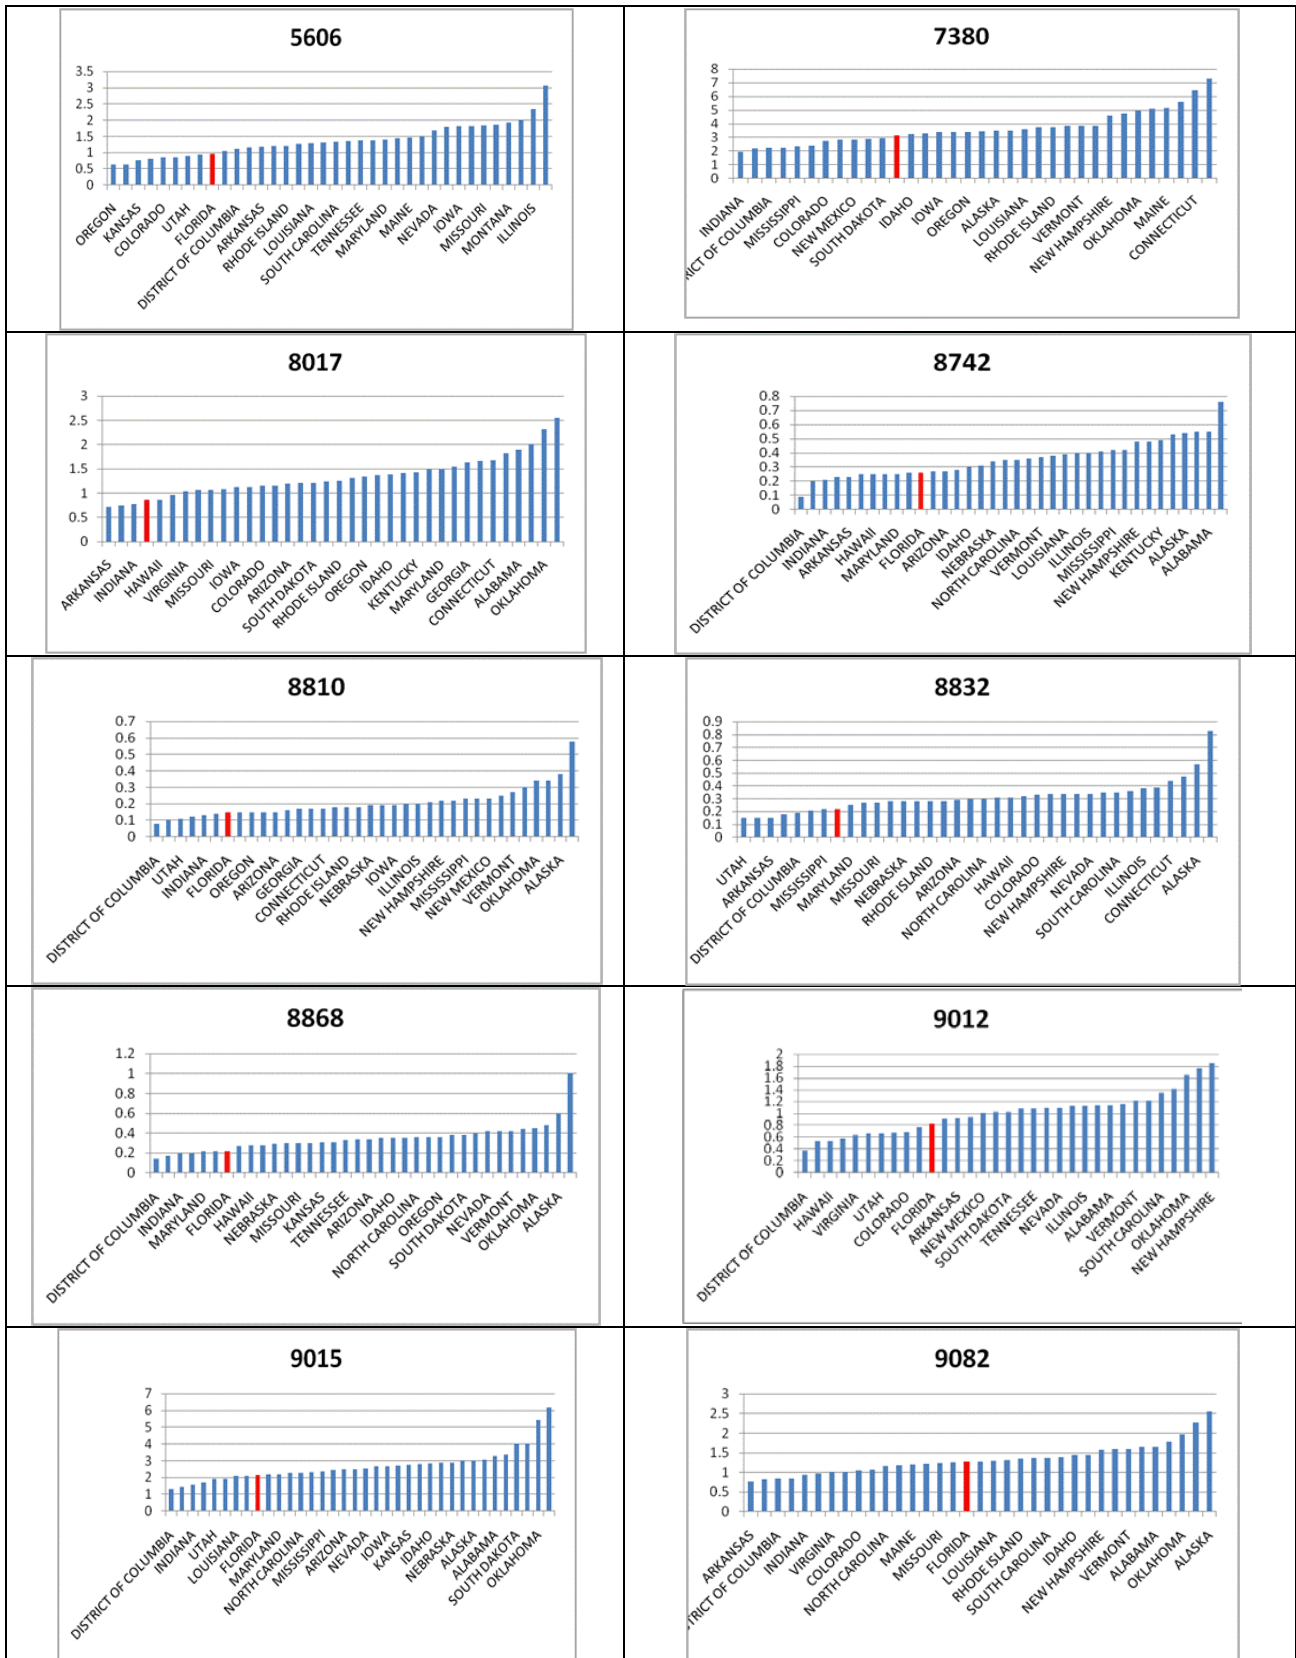 5606
3.5
3
2.5
2
1.5
1
0.5
0
OREGON
KANSAS
COLORADO
UTAH
FLORIDA
DISTRICT OF COLUMBIA
ARKANSAS
RHODE ISLAND
LOUISIANA
SOUTH CAROLINA
TENNESSEE
MARYLAND
MAINE
NEVADA
IOWA
MISSOURI
MONTANA
ILLINOIS
7380
8
7
6
5
4
3
2
1
0
INDIANA
RICT OF COLUMBIA
MISSISSIPPI
COLORADO
NEW MEXICO
SOUTH DAKOTA
IDAHO
IOWA
OREGON
ALASKA
LOUISIANA
RHODE ISLAND
VERMONT
NEW HAMPSHIRE
OKLAHOMA
MAINE
CONNECTICUT
8017
3
2.5
2
1.5
1
0.5
0
ARKANSAS
INDIANA
HAWAII
VIRGINIA
MISSOURI
IOWA
COLORADO
ARIZONA
SOUTH DAKOTA
RHODE ISLAND
OREGON
IDAHO
KENTUCKY
MARYLAND
GEORGIA
CONNECTICUT
ALABAMA
OKLAHOMA
8742
0.8
0.7
0.6
0.5
0.4
0.3
0.2
0.1
0
DISTRICT OF COLUMBIA
INDIANA
ARKANSAS
HAWAII
MARYLAND
FLORIDA
ARIZONA
IDAHO
NEBRASKA
NORTH CAROLINA
VERMONT
LOUISIANA
ILLINOIS
MISSISSIPPI
NEW HAMPSHIRE
KENTUCKY
ALASKA
ALABAMA
8810
0.7
0.6
0.5
0.4
0.3
0.2
0.1
0
DISTRICT OF COLUMBIA
UTAH
INDIANA
FLORIDA
OREGON
ARIZONA
GEORGIA
CONNECTICUT
RHODE ISLAND
NEBRASKA
IOWA
ILLINOIS
NEW HAMPSHIRE
MISSISSIPPI
NEW MEXICO
VERMONT
OKLAHOMA
ALASKA
8832
0.9
0.8
0.7
0.6
0.5
0.4
0.3
0.2
0.1
0
UTAH
ARKANSAS
DISTRICT OF COLUMBIA
MISSISSIPPI
MARYLAND
MISSOURI
NEBRASKA
RHODE ISLAND
ARIZONA
NORTH CAROLINA
HAWAII
COLORADO
NEW HAMPSHIRE
NEVADA
SOUTH CAROLINA
ILLINOIS
CONNECTICUT
ALASKA
8868
1.2
1
0.8
0.6
0.4
0.2
0
DISTRICT OF COLUMBIA
INDIANA
MARYLAND
FLORIDA
HAWAII
NEBRASKA
MISSOURI
KANSAS
TENNESSEE
ARIZONA
IDAHO
NORTH CAROLINA
OREGON
SOUTH DAKOTA
NEVADA
VERMONT
OKLAHOMA
ALASKA
9012
2
1.8
1.6
1.4
1.2
1
0.8
0.6
0.4
0.2
0
DISTRICT OF COLUMBIA
HAWAII
VIRGINIA
UTAH
COLORADO
FLORIDA
ARKANSAS
NEW MEXICO
SOUTH DAKOTA
TENNESSEE
NEVADA
ILLINOIS
ALABAMA
VERMONT
SOUTH CAROLINA
OKLAHOMA
NEW HAMPSHIRE
9015
7
6
5
4
3
2
1
0
DISTRICT OF COLUMBIA
INDIANA
UTAH
LOUISIANA
FLORIDA
MARYLAND
NORTH CAROLINA
MISSISSIPPI
ARIZONA
NEVADA
IOWA
KANSAS
IDAHO
NEBRASKA
ALASKA
ALABAMA
SOUTH DAKOTA
OKLAHOMA
9082
3
2.5
2
1.5
1
0.5
0
ARKANSAS
TRICT OF COLUMBIA
INDIANA
VIRGINIA
COLORADO
NORTH CAROLINA
MAINE
MISSOURI
FLORIDA
LOUISIANA
RHODE ISLAND
SOUTH CAROLINA
IDAHO
NEW HAMPSHIRE
VERMONT
ALABAMA
OKLAHOMA
ALASKA